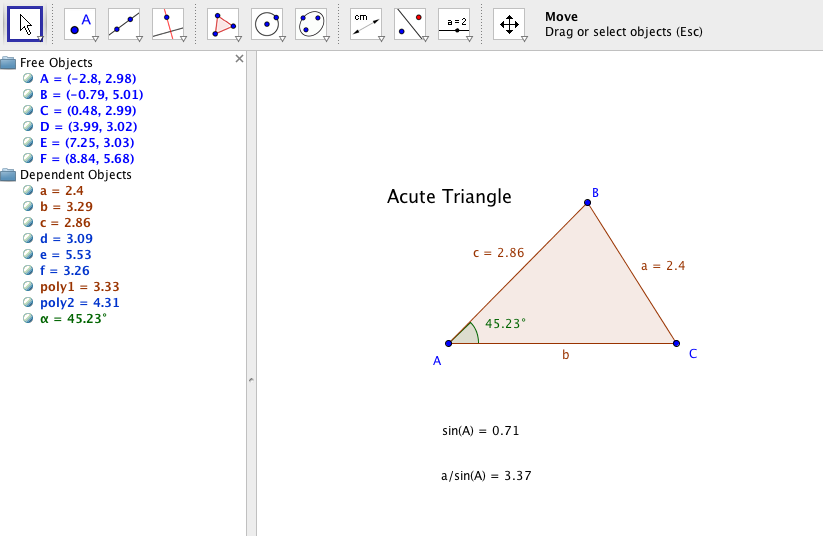 A
cm
a = 2
Move
Drag or select objects (Esc)
Free Objects
A = (-2.8, 2.98)
B = (-0.79, 5.01)
C = (0.48, 2.99)
D = (3.99, 3.02)
E = (7.25, 3.03)
F = (8.84, 5.68)
Dependent Objects
a = 2.4
b = 3.29
c = 2.86
d = 3.09
e = 5.53
f = 3.26
poly1 = 3.33
poly2 = 4.31
α = 45.23°
Acute Triangle
B
c = 2.86
a = 2.4
45.23°
A
b
C
sin(A) = 0.71
a/sin(A) = 3.37